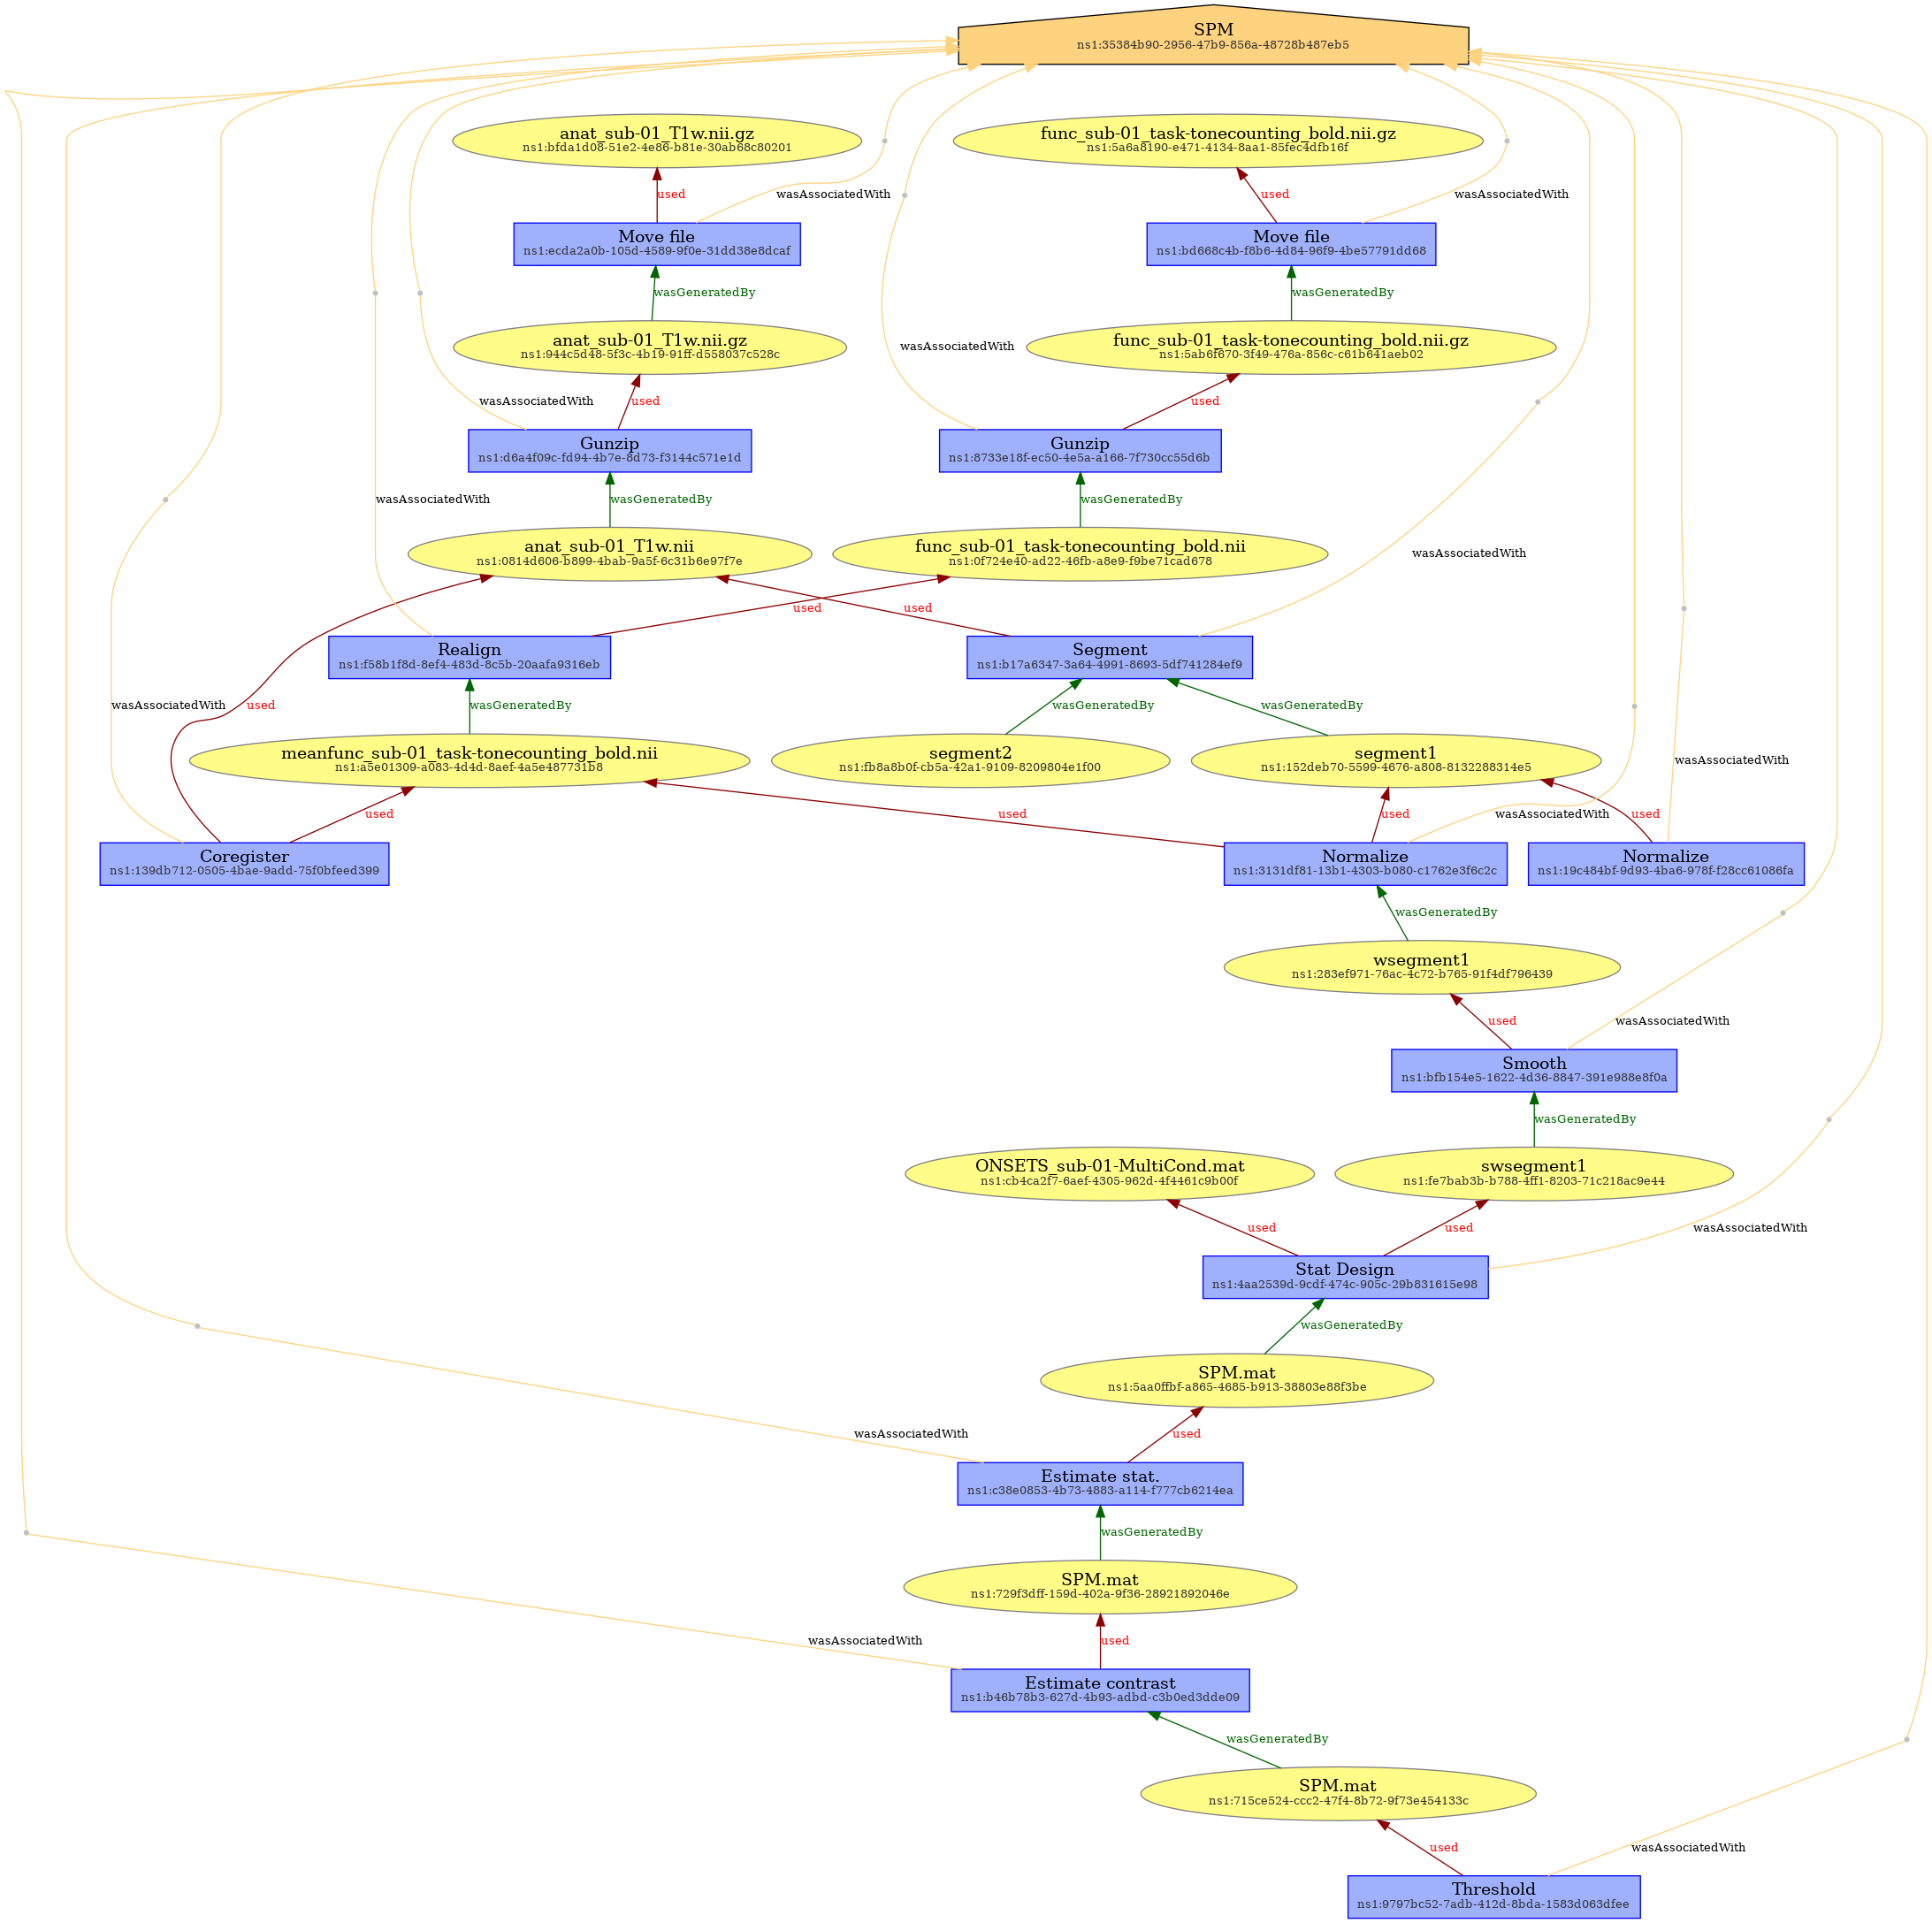 SPM
ns1:35384b90-2956-47b9-856a-48728b487eb5
anat_sub-01_T1w.nii.gz
ns1:bfda1d08-51e2-4e86-b81e-30ab68c80201
func_sub-01_task-tonecounting_bold.nii.gz
ns1:5a6a8190-e471-4134-8aa1-85fec4dfb16f
used
wasAssociatedWith
used
wasAssociatedWith
Move file
ns1:ecda2a0b-105d-4589-9f0e-31dd38e8dcaf
Move file
ns1:bd668c4b-f8b6-4d84-96f9-4be57791dd68
wasGeneratedBy
wasGeneratedBy
anat_sub-01_T1w.nii.gz
ns1:944c5d48-5f3c-4b19-91ff-d558037c528c
wasAssociatedWith
func_sub-01_task-tonecounting_bold.nii.gz
ns1:5ab6f670-3f49-476a-856c-c61b641aeb02
wasAssociatedWith
used
used
Gunzip
ns1:d6a4f09c-fd94-4b7e-8d73-f3144c571e1d
Gunzip
ns1:8733e18f-ec50-4e5a-a166-7f730cc55d6b
wasAssociatedWith
wasGeneratedBy
wasGeneratedBy
anat_sub-01_T1w.nii
ns1:0814d606-b899-4bab-9a5f-6c31b6e97f7e
func_sub-01_task-tonecounting_bold.nii
ns1:0f724e40-ad22-46fb-a8e9-f9be71cad678
wasAssociatedWith
used
used
Realign
ns1:f58b1f8d-8ef4-483d-8c5b-20aafa9316eb
Segment
ns1:b17a6347-3a64-4991-8693-5df741284ef9
wasAssociatedWith
used
wasGeneratedBy
wasGeneratedBy
wasGeneratedBy
meanfunc_sub-01_task-tonecounting_bold.nii
ns1:a5e01309-a083-4d4d-8aef-4a5e487731b8
segment2
ns1:fb8a8b0f-cb5a-42a1-9109-8209804e1f00
segment1
ns1:152deb70-5599-4676-a808-8132288314e5
wasAssociatedWith
used
used
used
wasAssociatedWith
used
Coregister
ns1:139db712-0505-4bae-9add-75f0bfeed399
Normalize
ns1:3131df81-13b1-4303-b080-c1762e3f6c2c
Normalize
ns1:19c484bf-9d93-4ba6-978f-f28cc61086fa
wasGeneratedBy
wsegment1
ns1:283ef971-76ac-4c72-b765-91f4df796439
used
wasAssociatedWith
Smooth
ns1:bfb154e5-1622-4d36-8847-391e988e8f0a
wasGeneratedBy
ONSETS_sub-01-MultiCond.mat
ns1:cb4ca2f7-6aef-4305-962d-4f4461c9b00f
swsegment1
ns1:fe7bab3b-b788-4ff1-8203-71c218ac9e44
used
used
wasAssociatedWith
Stat Design
ns1:4aa2539d-9cdf-474c-905c-29b831615e98
wasGeneratedBy
SPM.mat
ns1:5aa0ffbf-a865-4685-b913-38803e88f3be
wasAssociatedWith
used
Estimate stat.
ns1:c38e0853-4b73-4883-a114-f777cb6214ea
wasGeneratedBy
SPM.mat
ns1:729f3dff-159d-402a-9f36-28921892046e
wasAssociatedWith
used
Estimate contrast
ns1:b46b78b3-627d-4b93-adbd-c3b0ed3dde09
wasGeneratedBy
SPM.mat
ns1:715ce524-ccc2-47f4-8b72-9f73e454133c
used
wasAssociatedWith
Threshold
ns1:9797bc52-7adb-412d-8bda-1583d063dfee